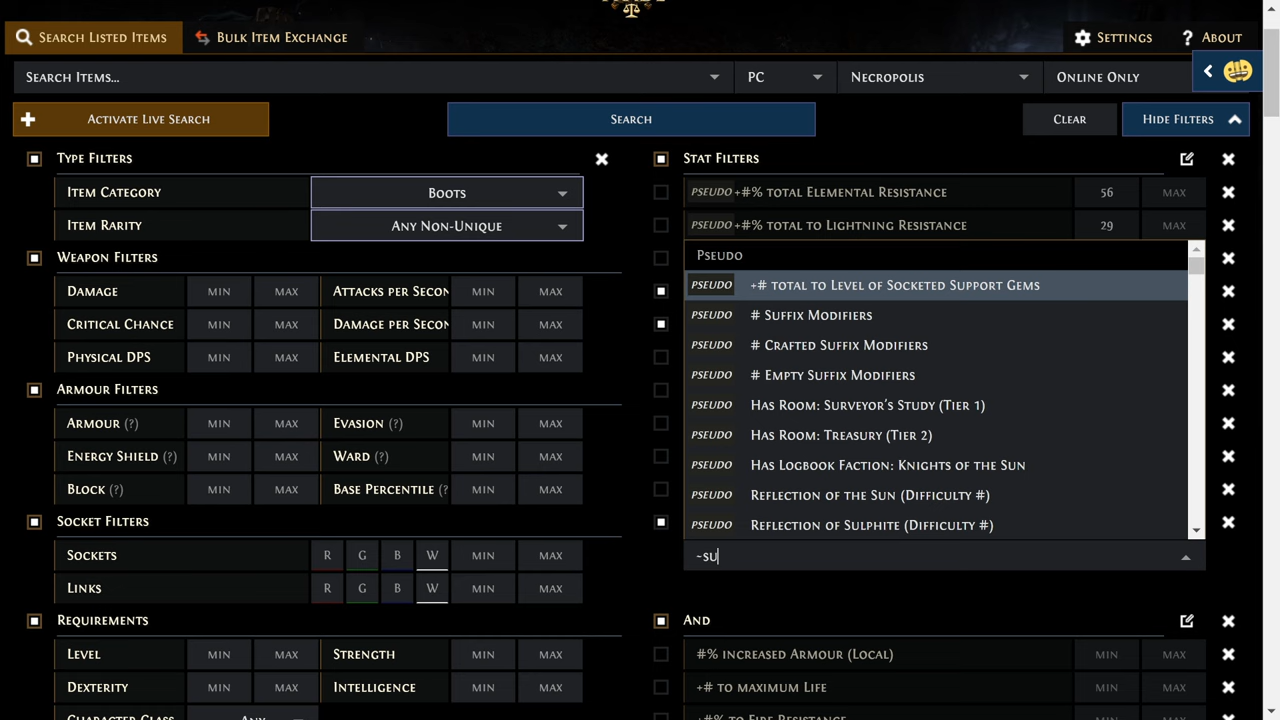 Search Listed Items
Bulk Item Exchange
Settings
? About
Search Items...
PC
Necropolis
Online Only
Activate Live Search
Search
Clear
Hide Filters
Type Filters
Item Category
Boots
Item Rarity
Any Non-Unique
Weapon Filters
Damage MIN MAX Attacks per Secon MIN MAX
Critical Chance MIN MAX Damage per Secon MIN MAX
Physical DPS MIN MAX Elemental DPS MIN MAX
Armour Filters
Armour (?) MIN MAX Evasion (?) MIN MAX
Energy Shield (?) MIN MAX Ward (?) MIN MAX
Block (?) MIN MAX Base Percentile (? MIN MAX
Socket Filters
Sockets R G B W MIN MAX
Links R G B W MIN MAX
Requirements
Level MIN MAX Strength MIN MAX
Dexterity MIN MAX Intelligence MIN MAX
Character Class Any
Stat Filters
PSEUDO +#% total Elemental Resistance 56 MAX
PSEUDO +#% total to Lightning Resistance 29 MAX
Pseudo
PSEUDO +# total to Level of Socketed Support Gems
PSEUDO # Suffix Modifiers
PSEUDO # Crafted Suffix Modifiers
PSEUDO # Empty Suffix Modifiers
PSEUDO Has Room: Surveyor's Study (Tier 1)
PSEUDO Has Room: Treasury (Tier 2)
PSEUDO Has Logbook Faction: Knights of the Sun
PSEUDO Reflection of the Sun (Difficulty #)
PSEUDO Reflection of Sulphite (Difficulty #)
~su
And
#% increased Armour (Local) MIN MAX
+# to maximum Life MIN MAX
+#% to Fire Resistance